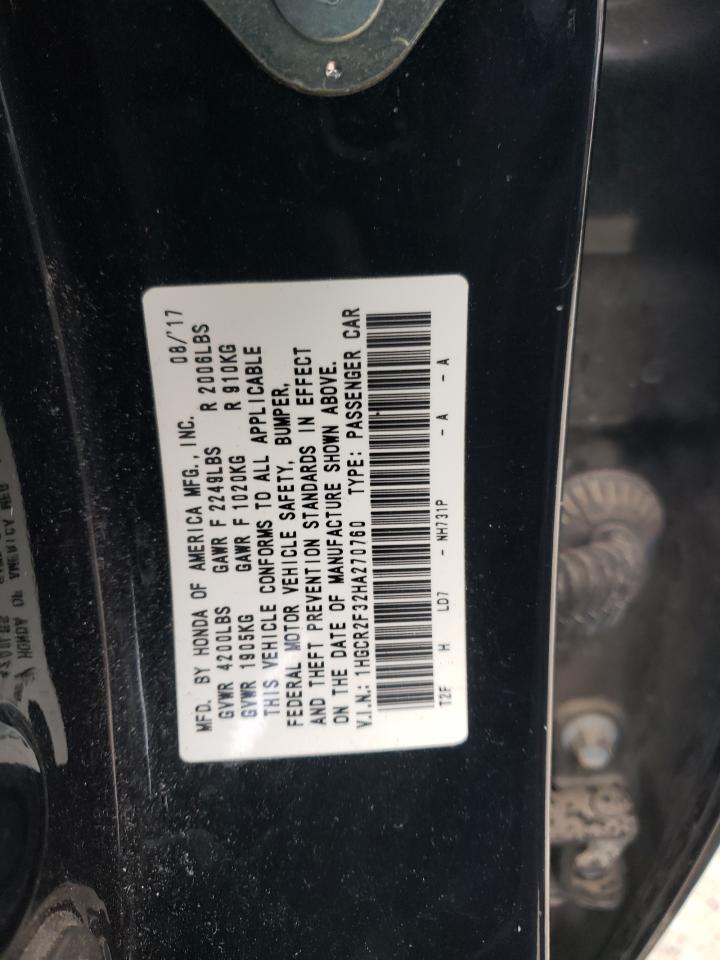 MFD. BY HONDA OF AMERICA MFG., INC. 08/'17
GVWR 4200LBS GAWR F 2249LBS R 2006LBS
GVWR 1905KG GAWR F 1020KG R 910KG
THIS VEHICLE CONFORMS TO ALL APPLICABLE
FEDERAL MOTOR VEHICLE SAFETY, BUMPER,
AND THEFT PREVENTION STANDARDS IN EFFECT
ON THE DATE OF MANUFACTURE SHOWN ABOVE.
V.I.N.: 1HGCR2F32HA270760 TYPE: PASSENGER CAR
T2F H LD7 - NH731P - A - A